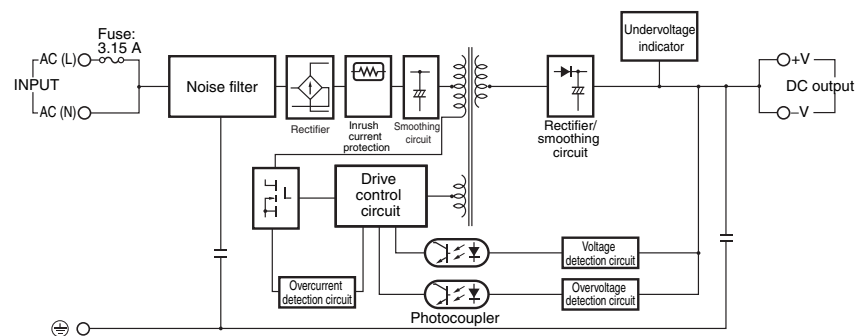 Fuse:
3.15 A
AC (L)
INPUT
AC (N)
Noise filter
Rectifier
Inrush
current
protection
Smoothing
circuit
Rectifier/
smoothing
circuit
Undervoltage
indicator
+V
DC output
–V
Drive
control
circuit
Overcurrent
detection circuit
Voltage
detection circuit
Overvoltage
detection circuit
Photocoupler